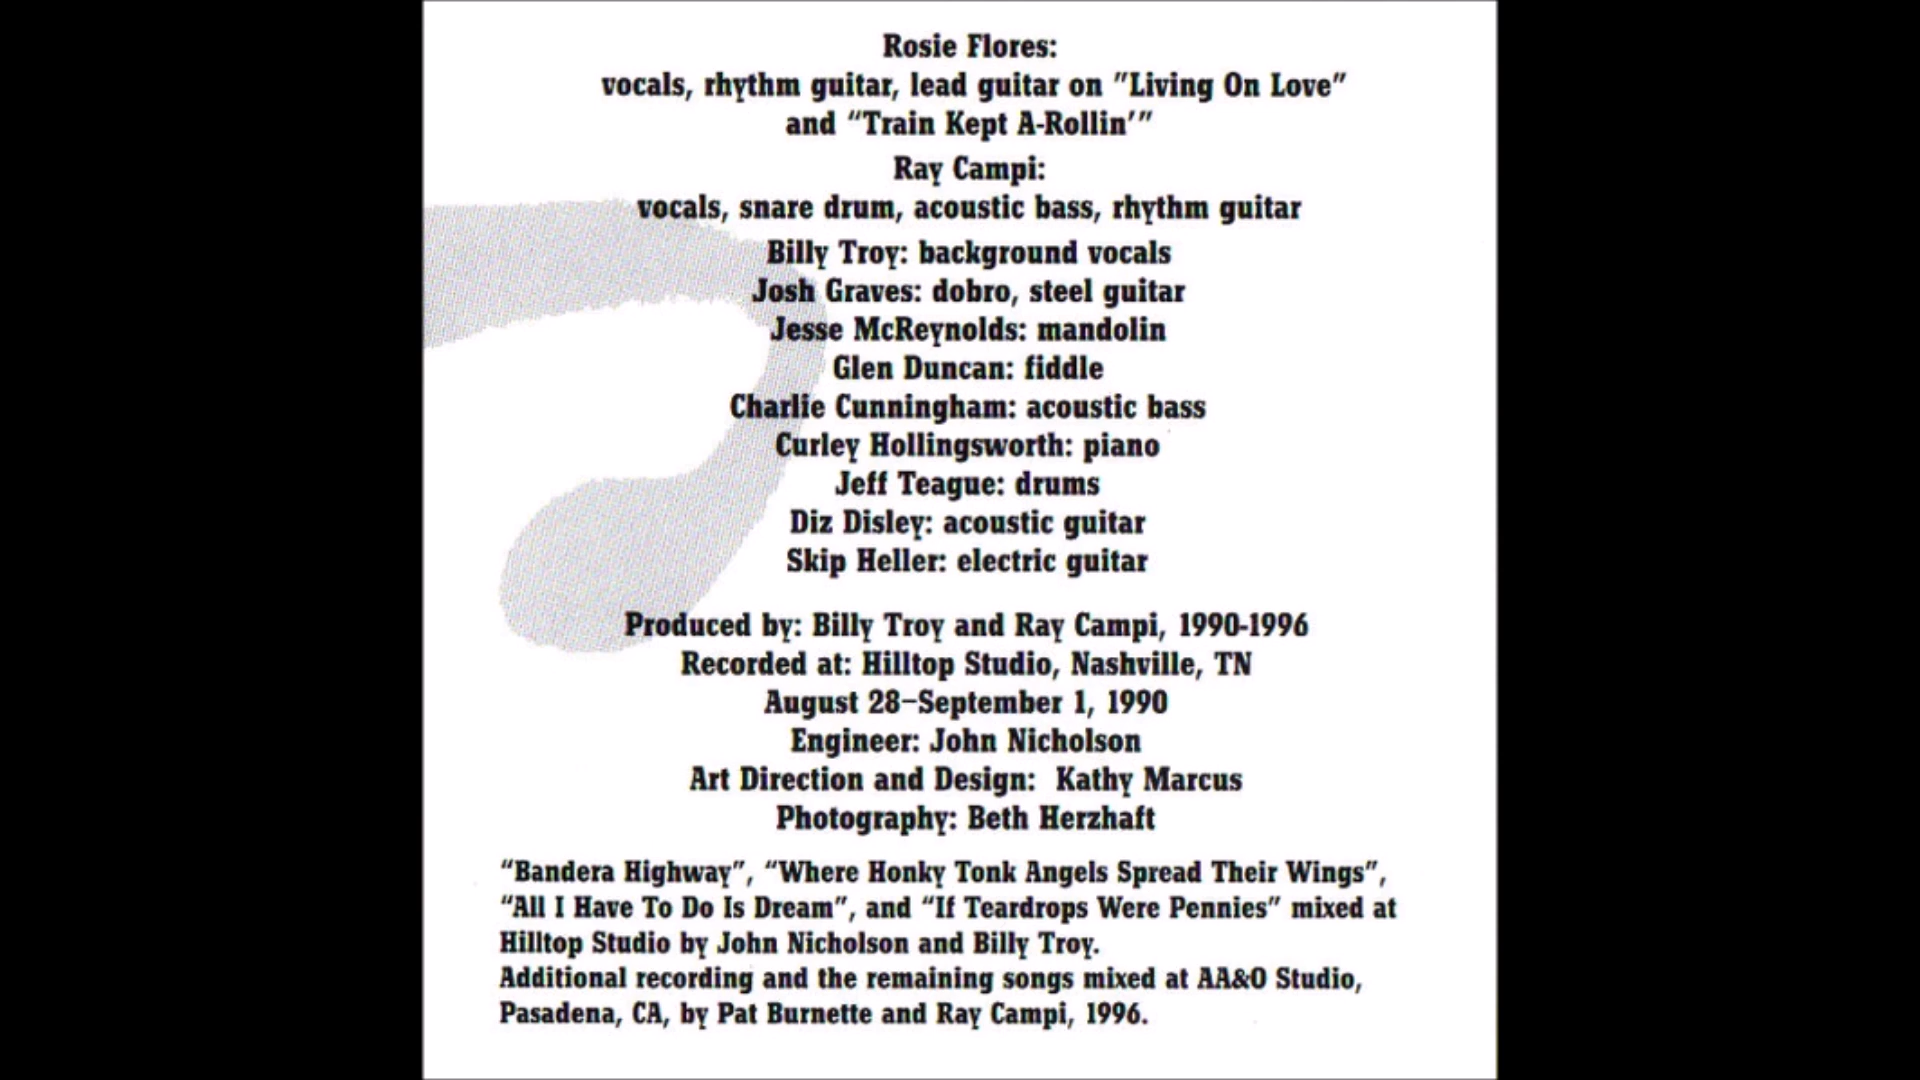 Rosie Flores:
vocals, rhythm guitar, lead guitar on "Living On Love"
and “Train Kept A-Rollin’”
Ray Campi:
vocals, snare drum, acoustic bass, rhythm guitar
Billy Troy: background vocals
Josh Graves: dobro, steel guitar
Jesse McReynolds: mandolin
Glen Duncan: fiddle
Charlie Cunningham: acoustic bass
Curley Hollingsworth: piano
Jeff Teague: drums
Diz Disley: acoustic guitar
Skip Heller: electric guitar
Produced by: Billy Troy and Ray Campi, 1990-1996
Recorded at: Hilltop Studio, Nashville, TN
August 28–September 1, 1990
Engineer: John Nicholson
Art Direction and Design: Kathy Marcus
Photography: Beth Herzhaft
“Bandera Highway”, “Where Honky Tonk Angels Spread Their Wings”,
“All I Have To Do Is Dream”, and “If Teardrops Were Pennies” mixed at
Hilltop Studio by John Nicholson and Billy Troy.
Additional recording and the remaining songs mixed at AA&O Studio,
Pasadena, CA, by Pat Burnette and Ray Campi, 1996.